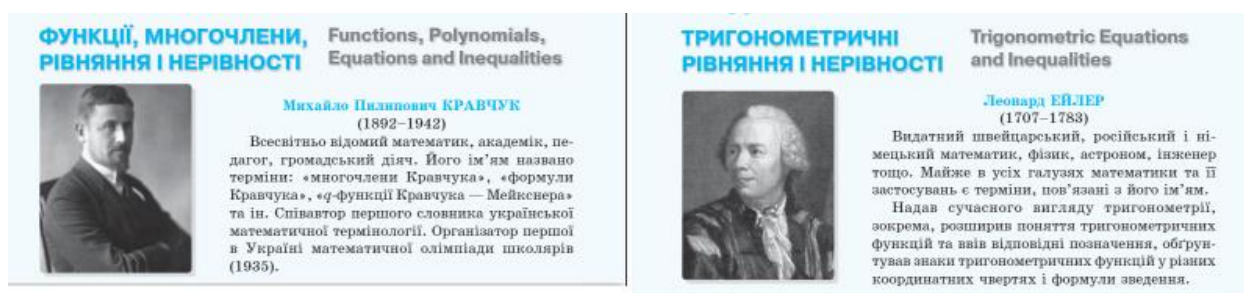 ФУНКЦІЇ, МНОГОЧЛЕНИ,
РІВНЯННЯ І НЕРІВНОСТІ
Functions, Polynomials,
Equations and Inequalities
Михайло Пилипович КРАВЧУК
(1892–1942)
Всесвітньо відомий математик, академік, пе-
дагог, громадський діяч. Його ім’ям названо
терміни: «многочлени Кравчука», «формули
Кравчука», «q-функції Кравчука — Мейкснера»
та ін. Співавтор першого словника української
математичної термінології. Організатор першої
в Україні математичної олімпіади школярів
(1935).
ТРИГОНОМЕТРИЧНІ
РІВНЯННЯ І НЕРІВНОСТІ
Trigonometric Equations
and Inequalities
Леонард ЕЙЛЕР
(1707–1783)
Видатний швейцарський, російський і ні-
мецький математик, фізик, астроном, інженер
тощо. Майже в усіх галузях математики та її
застосувань є терміни, пов’язані з його ім’ям.
Надав сучасного вигляду тригонометрії,
зокрема, розширив поняття тригонометричних
функцій та ввів відповідні позначення, обґрун-
тував знаки тригонометричних функцій у різних
координатних чвертях і формули зведення.